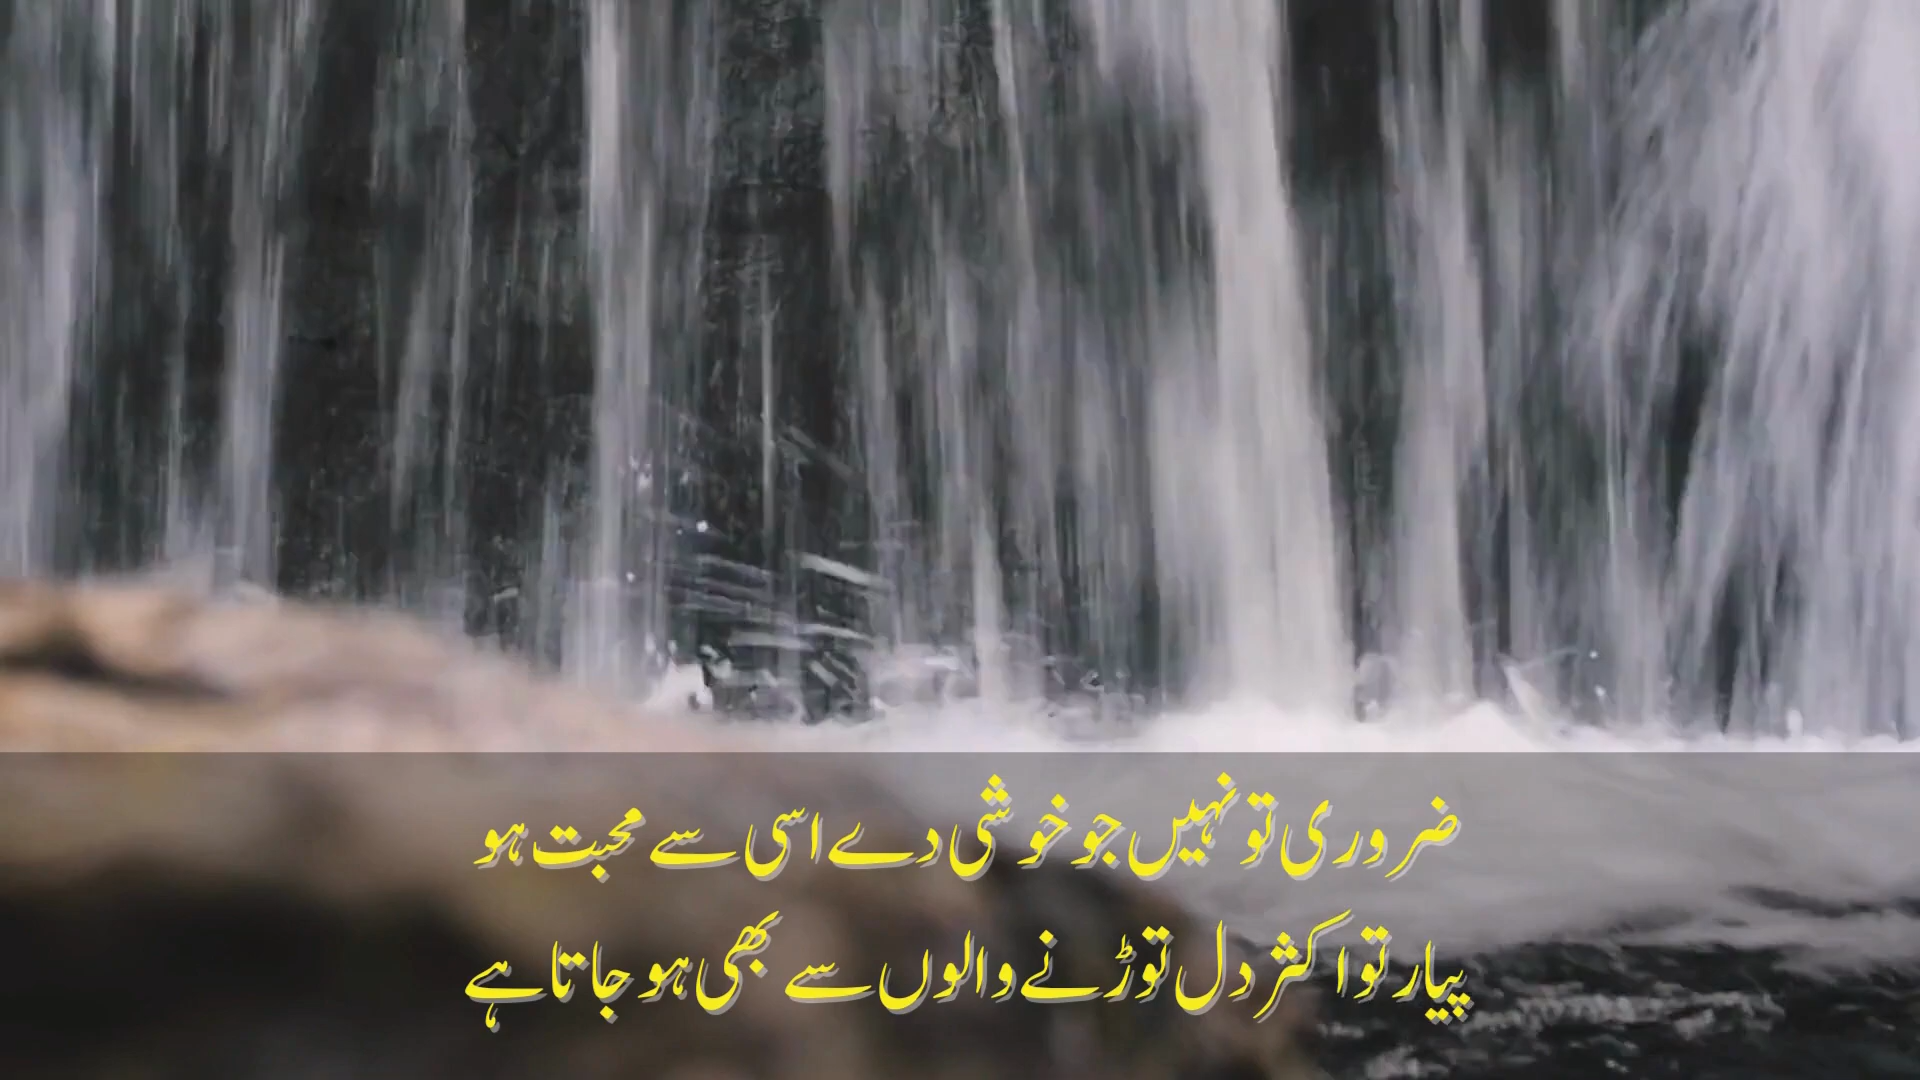 ضروری تو نہیں جو خوشی دے اسی سے محبت ہو
پیار تو اکثر دل توڑنے والوں سے بھی ہو جاتا ہے